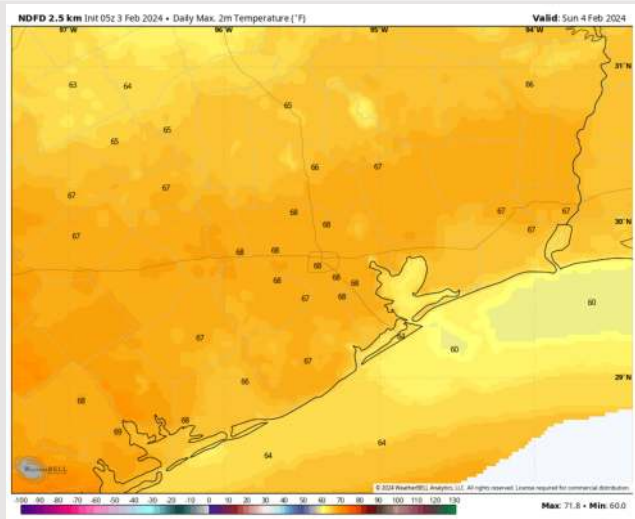 NDFD 2.5 km Init 05z 3 Feb 2024 • Daily Max. 2m Temperature (°F) Valid: Sun 4 Feb 2024
97°W 96°W 95°W 94°W
31°N
63 64 66
65
65
65
66 67
67 67
68 67 67
68 67
67
30°N
68 68
68
68 68 68
67 68
60
67 62
60
67
66
29°N
68
68
69
64
64
© 2024 WeatherBELL Analytics, LLC. All rights reserved. License required for commercial distribution.
-100 -90 -80 -70 -60 -50 -40 -30 -20 -10 0 10 20 30 40 50 60 70 80 90 100 110 120 130
Max: 71.8 • Min: 60.0